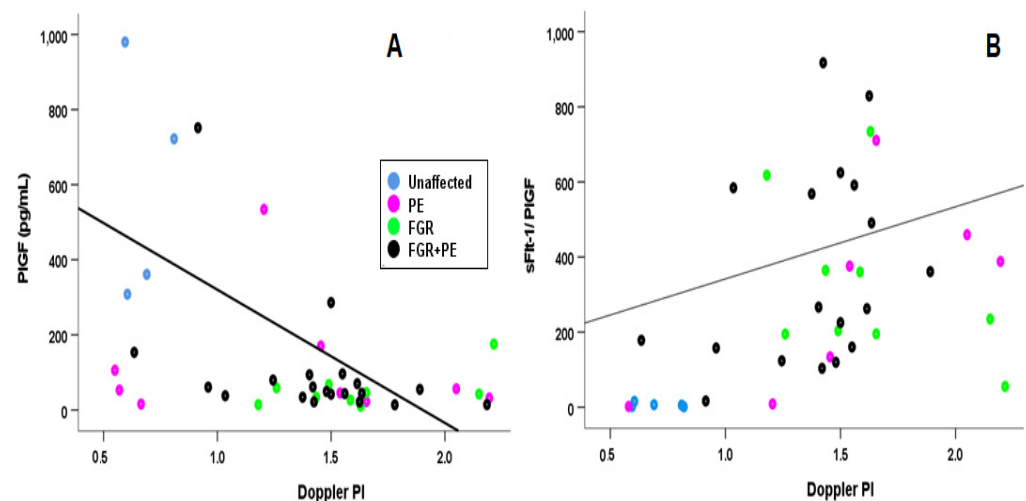 A
1,000
800
600
400
200
0
PlGF (pg/mL)
0.5 1.0 1.5 2.0
Doppler PI
Unaffected
PE
FGR
FGR+PE
B
1,000
800
600
400
200
0
sFlt-1/ PlGF
0.5 1.0 1.5 2.0
Doppler PI